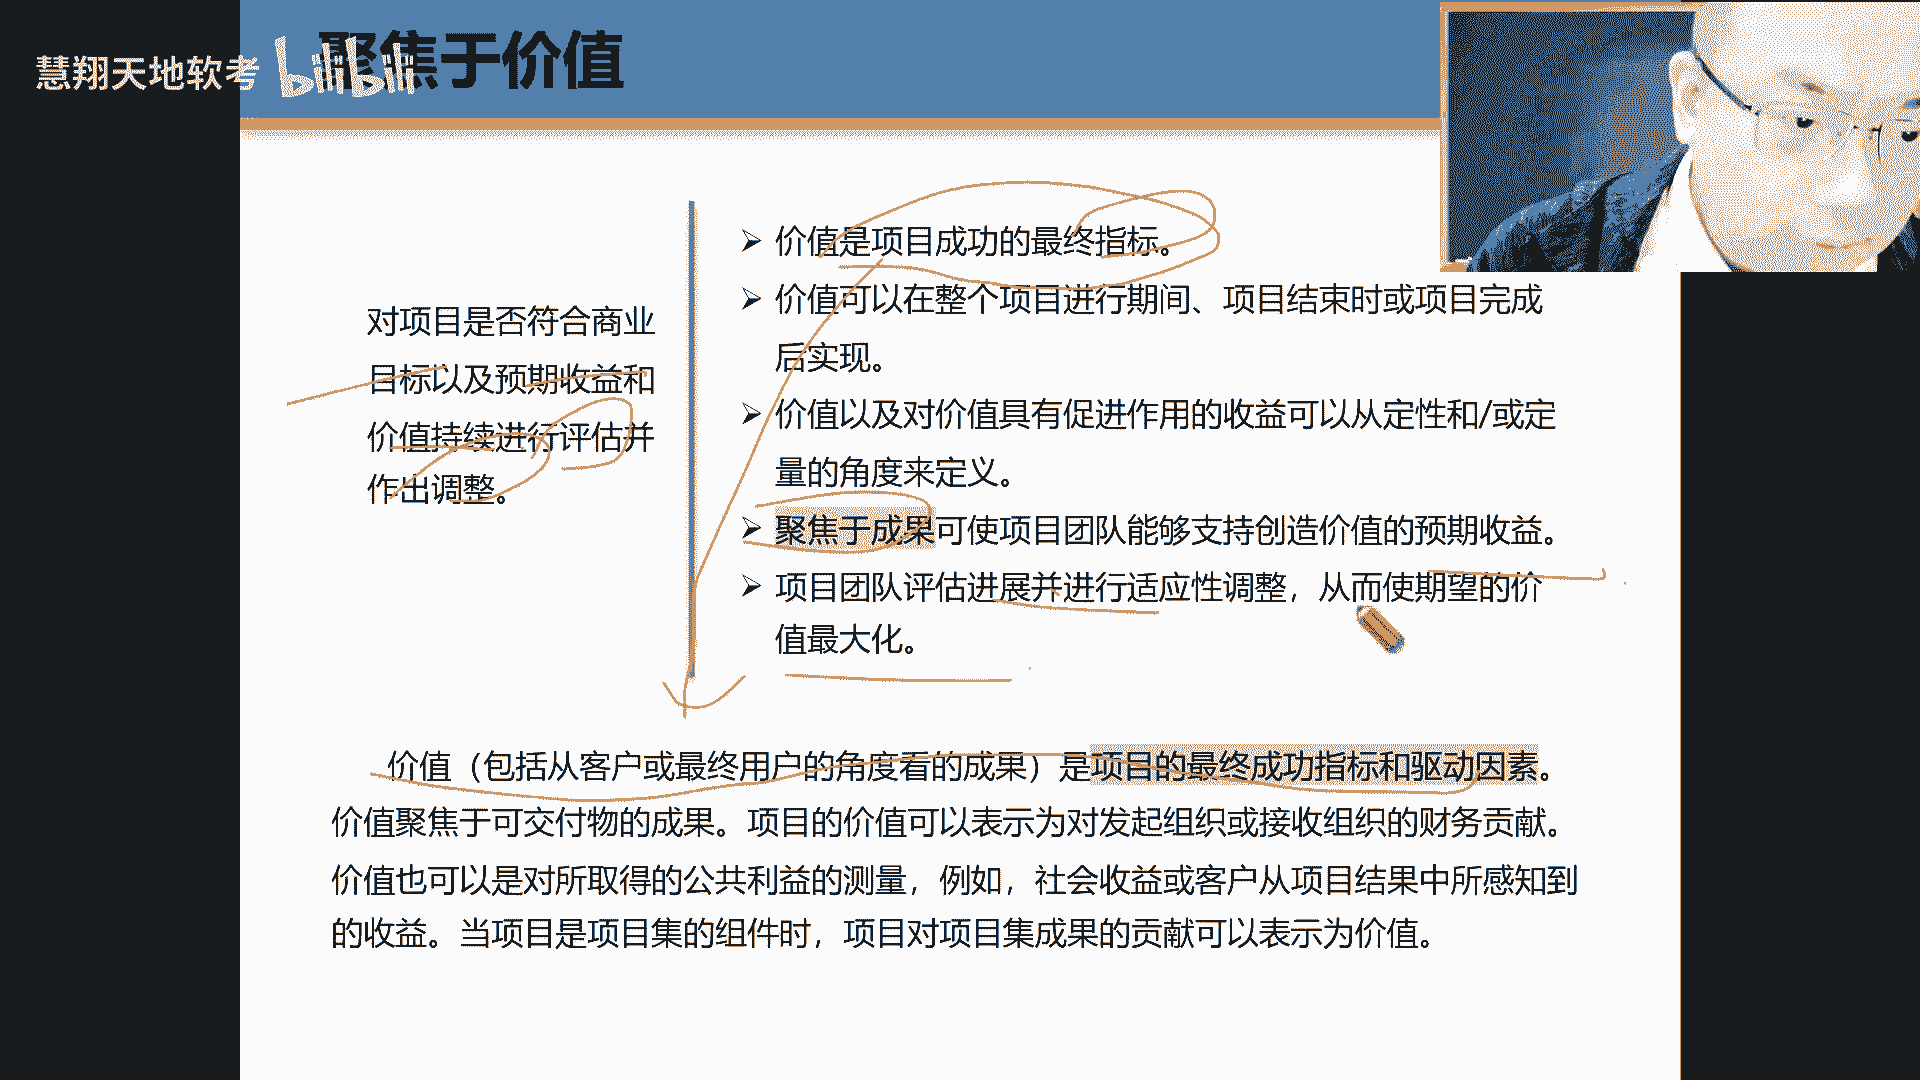 慧翔天地软考
bilibili
聚焦于价值
对项目是否符合商业
目标以及预期收益和
价值持续进行评估并
作出调整。
价值是项目成功的最终指标。
价值可以在整个项目进行期间、项目结束时或项目完成
后实现。
价值以及对价值具有促进作用的收益可以从定性和/或定
量的角度来定义。
聚焦于成果可使项目团队能够支持创造价值的预期收益。
项目团队评估进展并进行适应性调整，从而使期望的价
值最大化。
价值（包括从客户或最终用户的角度看的成果）是项目的最终成功指标和驱动因素。
价值聚焦于可交付物的成果。项目的价值可以表示为对发起组织或接收组织的财务贡献。
价值也可以是对所取得的公共利益的测量，例如，社会收益或客户从项目结果中所感知到
的收益。当项目是项目集的组件时，项目对项目集成果的贡献可以表示为价值。